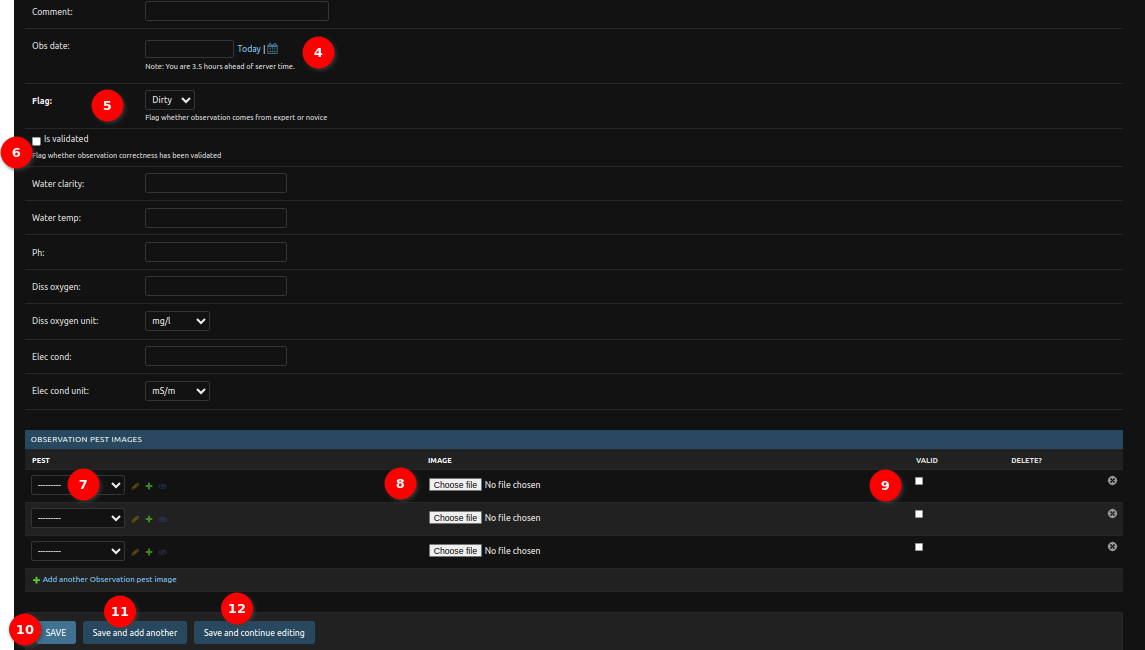 Comment:
Obs date:
Today |
4
Note: You are 3.5 hours ahead of server time.
Flag:
5
Dirty
Flag whether observation comes from expert or novice
Is validated
6
Flag whether observation correctness has been validated
Water clarity:
Water temp:
Ph:
Diss oxygen:
Diss oxygen unit:
mg/l
Elec cond:
Elec cond unit:
mS/m
OBSERVATION PEST IMAGES
PEST IMAGE VALID DELETE?
--------- 7 8 Choose file No file chosen 9
--------- Choose file No file chosen
--------- Choose file No file chosen
Add another Observation pest image
11 12
10 SAVE Save and add another Save and continue editing